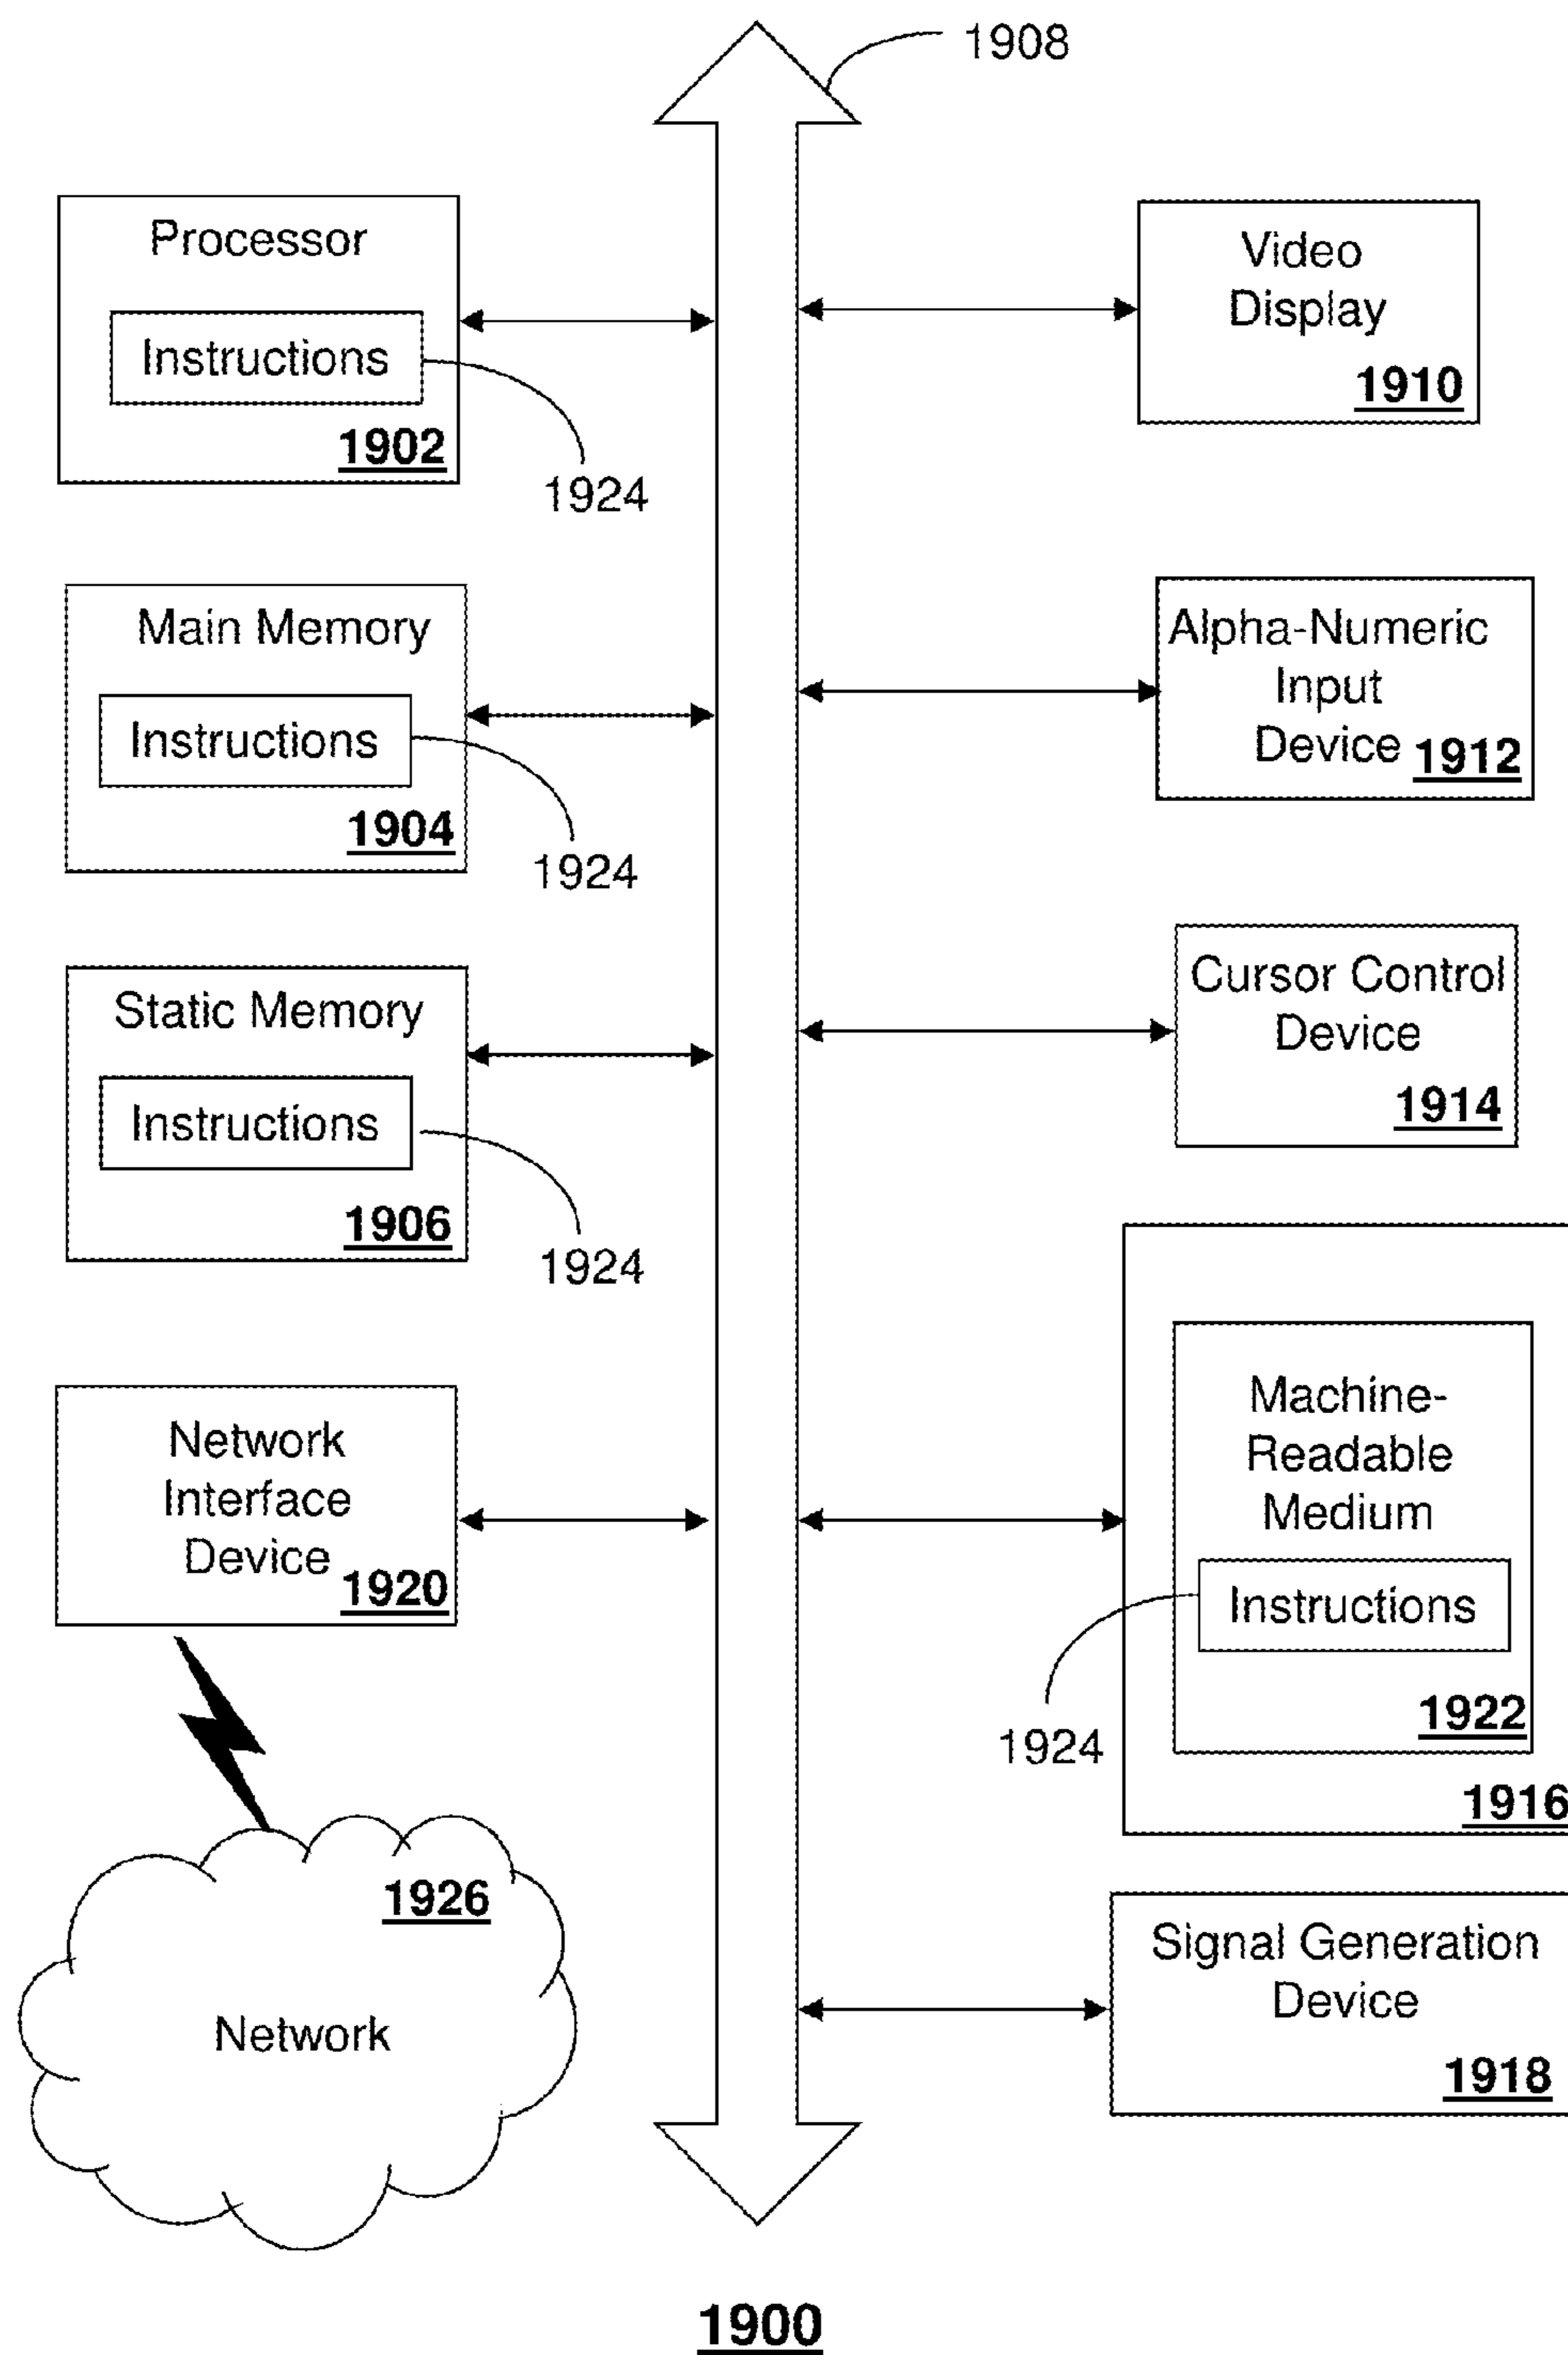 1908
Processor
Instructions
1902
1924
Main Memory
Instructions
1904
1924
Static Memory
Instructions
1906
1924
Network
Interface
Device
1920
1926
Network
Video
Display
1910
Alpha-Numeric
Input
Device
1912
Cursor Control
Device
1914
Machine-
Readable
Medium
Instructions
1922
1924
1916
Signal Generation
Device
1918
1900